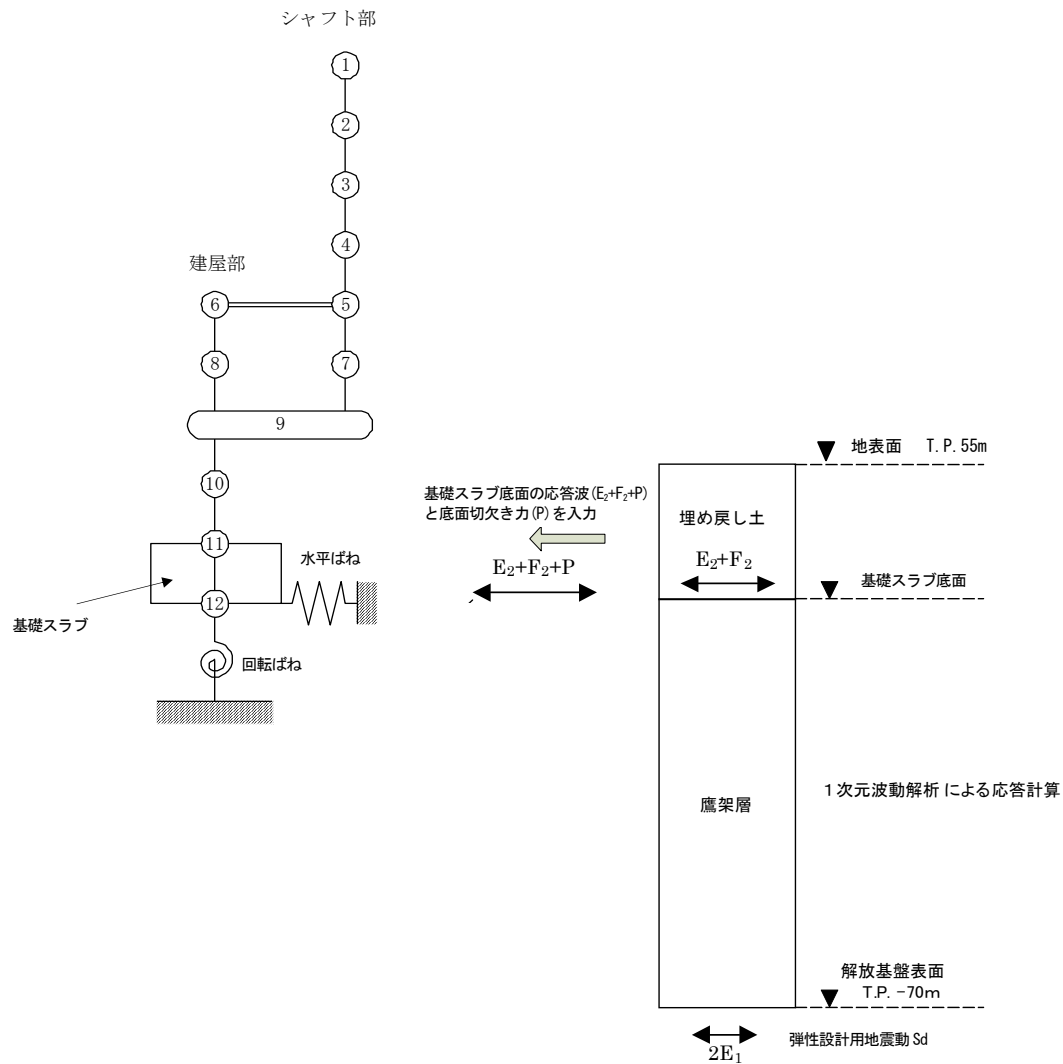 シャフト部
1
2
3
4
建屋部
6
5
8
7
9
10
11
12
水平ばね
基礎スラブ
回転ばね
基礎スラブ底面の応答波(E₂+F₂+P)
と底面切欠き力(P)を入力
E₂+F₂+P
地表面 T.P.55m
埋め戻し土
E₂+F₂
基礎スラブ底面
鷹架層
1次元波動解析による応答計算
解放基盤表面
T.P. -70m
2E₁
弾性設計用地震動 Sd